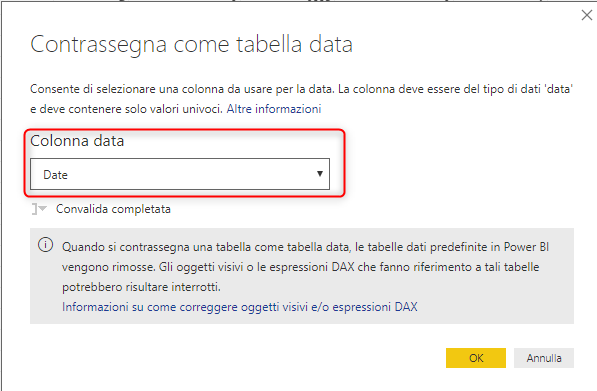 Contrassegna come tabella data
Consente di selezionare una colonna da usare per la data. La colonna deve essere del tipo di dati 'data'
e deve contenere solo valori univoci. Altre informazioni
Colonna data
Date
Convalida completata
Quando si contrassegna una tabella come tabella data, le tabelle dati predefinite in Power BI
vengono rimosse. Gli oggetti visivi o le espressioni DAX che fanno riferimento a tali tabelle
potrebbero risultare interrotti.
Informazioni su come correggere oggetti visivi e/o espressioni DAX
OK Annulla